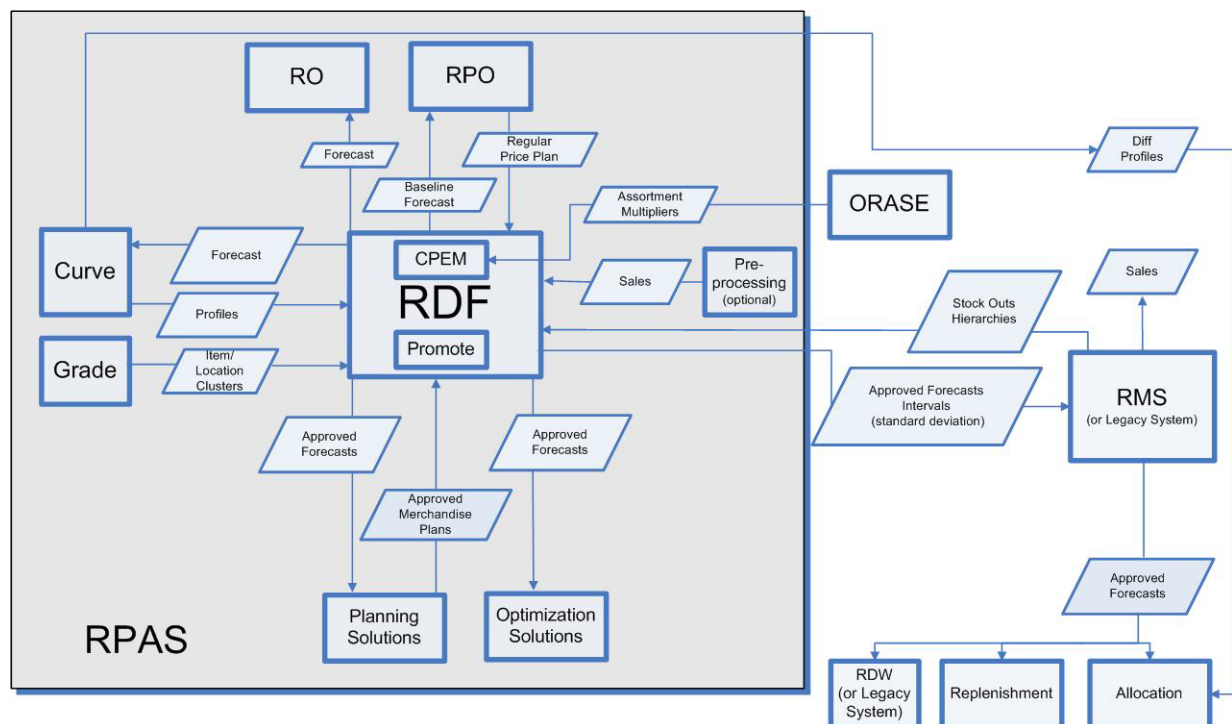 RO
RPO
Forecast
Regular
Price Plan
Diff
Profiles
Baseline
Forecast
Assortment
Multipliers
ORASE
Curve
Forecast
CPEM
RDF
Sales
Pre-
processing
(optional)
Sales
Profiles
Stock Outs
Hierarchies
Promote
Grade
Item/
Location
Clusters
Approved Forecasts
Intervals
(standard deviation)
RMS
(or Legacy System)
Approved
Forecasts
Approved
Forecasts
Approved
Merchandise
Plans
Approved
Forecasts
Planning
Solutions
Optimization
Solutions
RPAS
RDW
(or Legacy
System)
Replenishment
Allocation